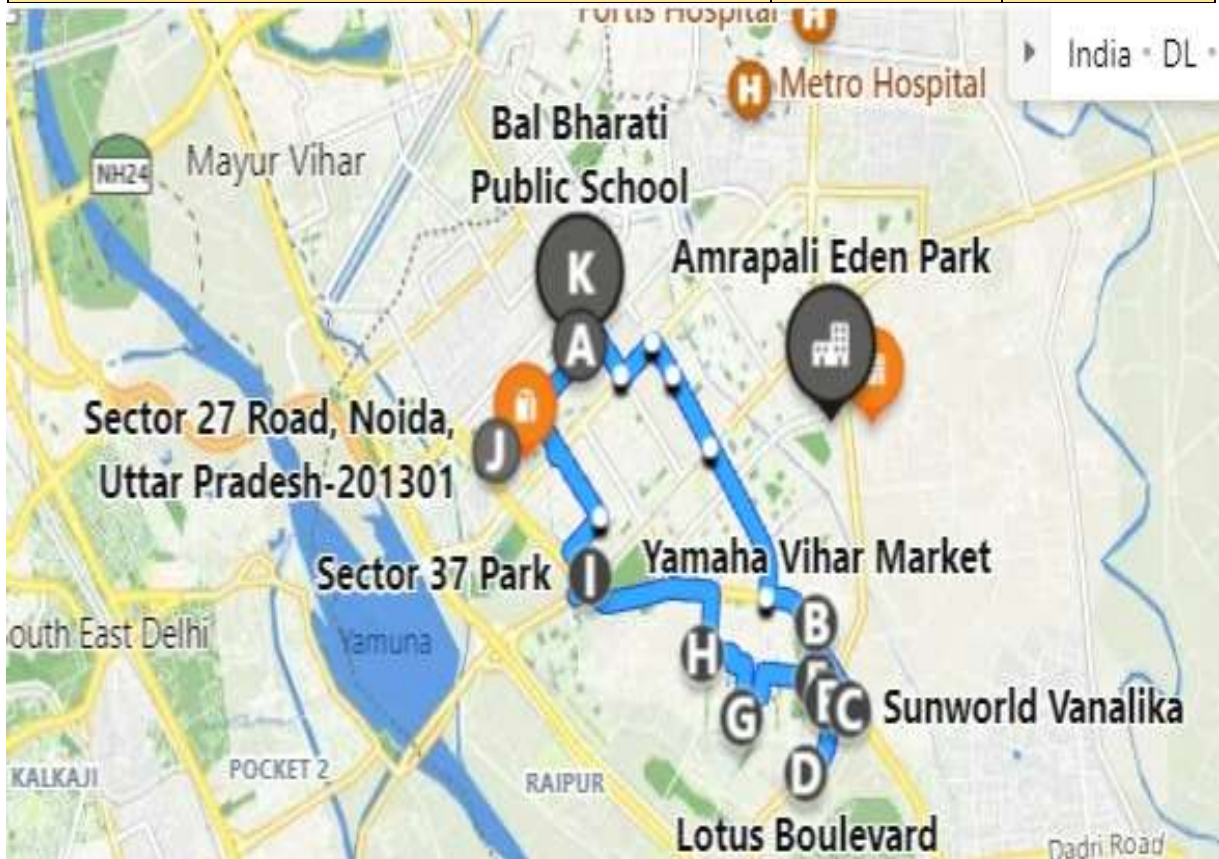 Fortis Hospital
H
India • DL •
H Metro Hospital
Bal Bharati
Public School
NH24
Mayur Vihar
K
Amrapali Eden Park
A
Sector 27 Road, Noida,
Uttar Pradesh-201301
J
Sector 37 Park
I
Yamaha Vihar Market
outh East Delhi
Yamuna
B
H
F
C
Sunworld Vanalika
G
D
KALKAJI
POCKET 2
RAIPUR
Lotus Boulevard
Dadri Road